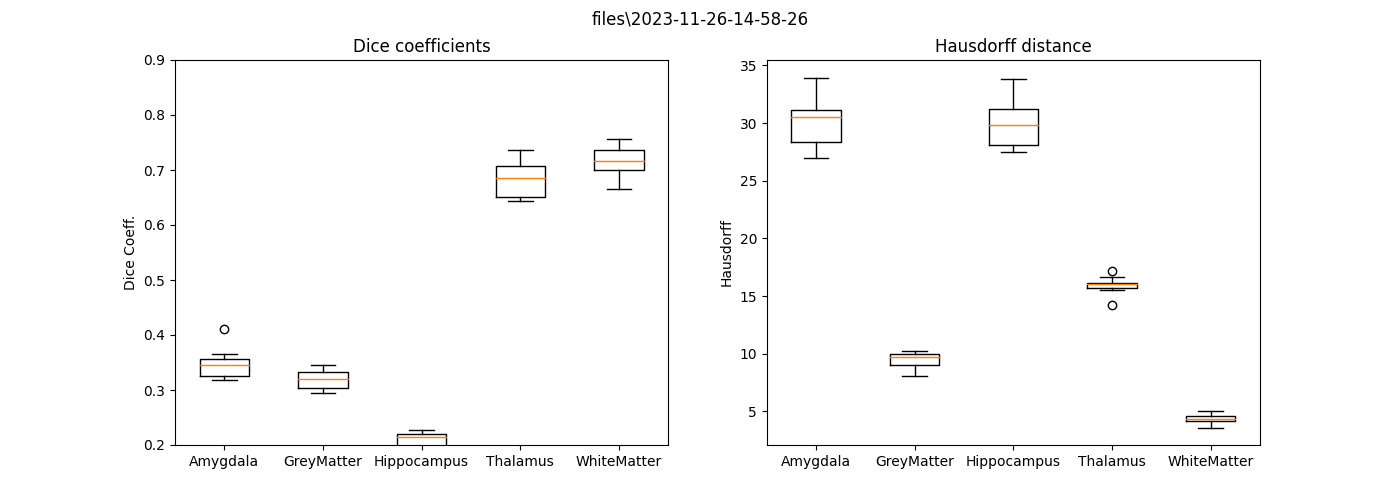 files\2023-11-26-14-58-26
Dice coefficients
Dice Coeff.
0.9
0.8
0.7
0.6
0.5
0.4
0.3
0.2
Amygdala GreyMatter Hippocampus Thalamus WhiteMatter
Hausdorff distance
Hausdorff
35
30
25
20
15
10
5
Amygdala GreyMatter Hippocampus Thalamus WhiteMatter